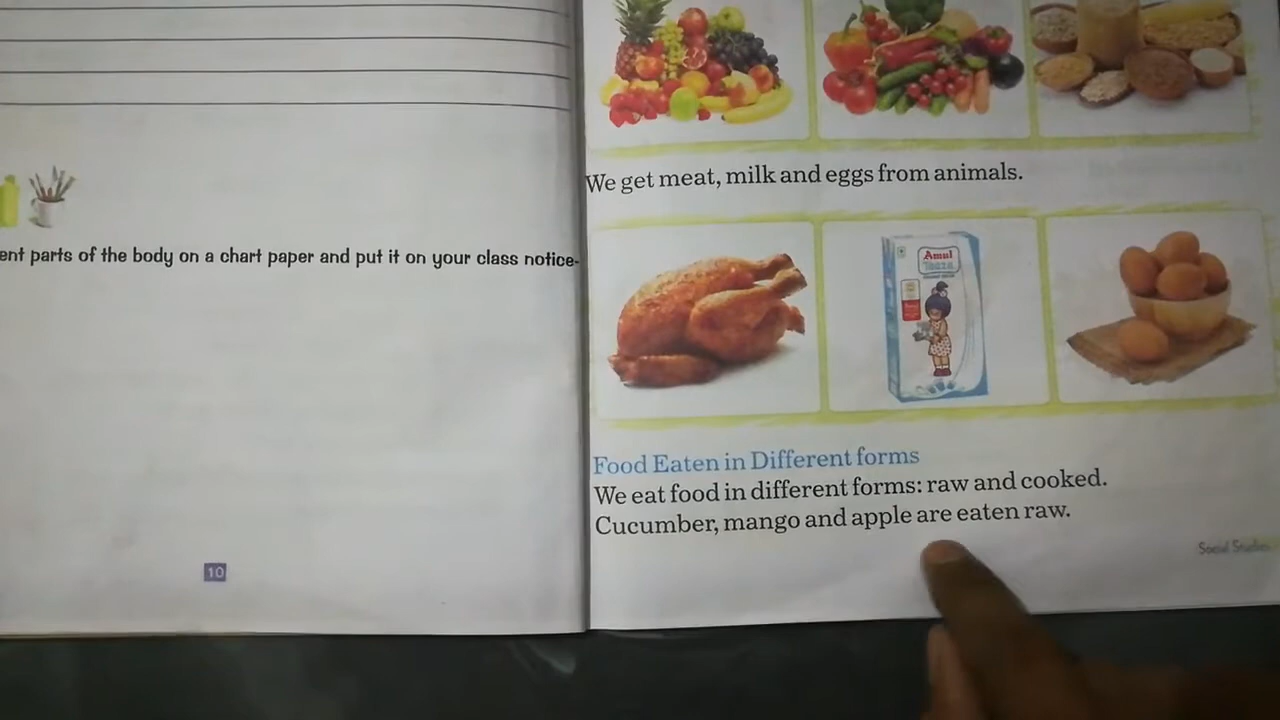 ent parts of the body on a chart paper and put it on your class notice-
10
We get meat, milk and eggs from animals.
Amul
Taaza
Food Eaten in Different forms
We eat food in different forms: raw and cooked.
Cucumber, mango and apple are eaten raw.
Social Studies